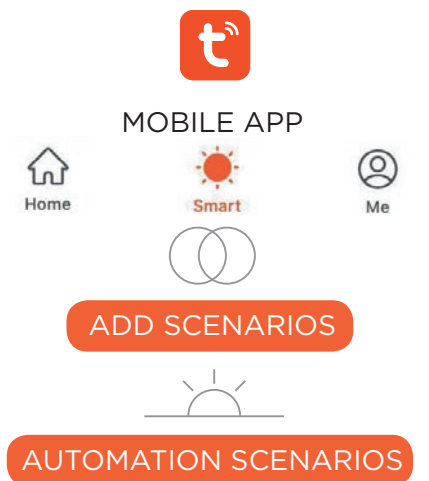 t
MOBILE APP
Home Smart Me
ADD SCENARIOS
AUTOMATION SCENARIOS